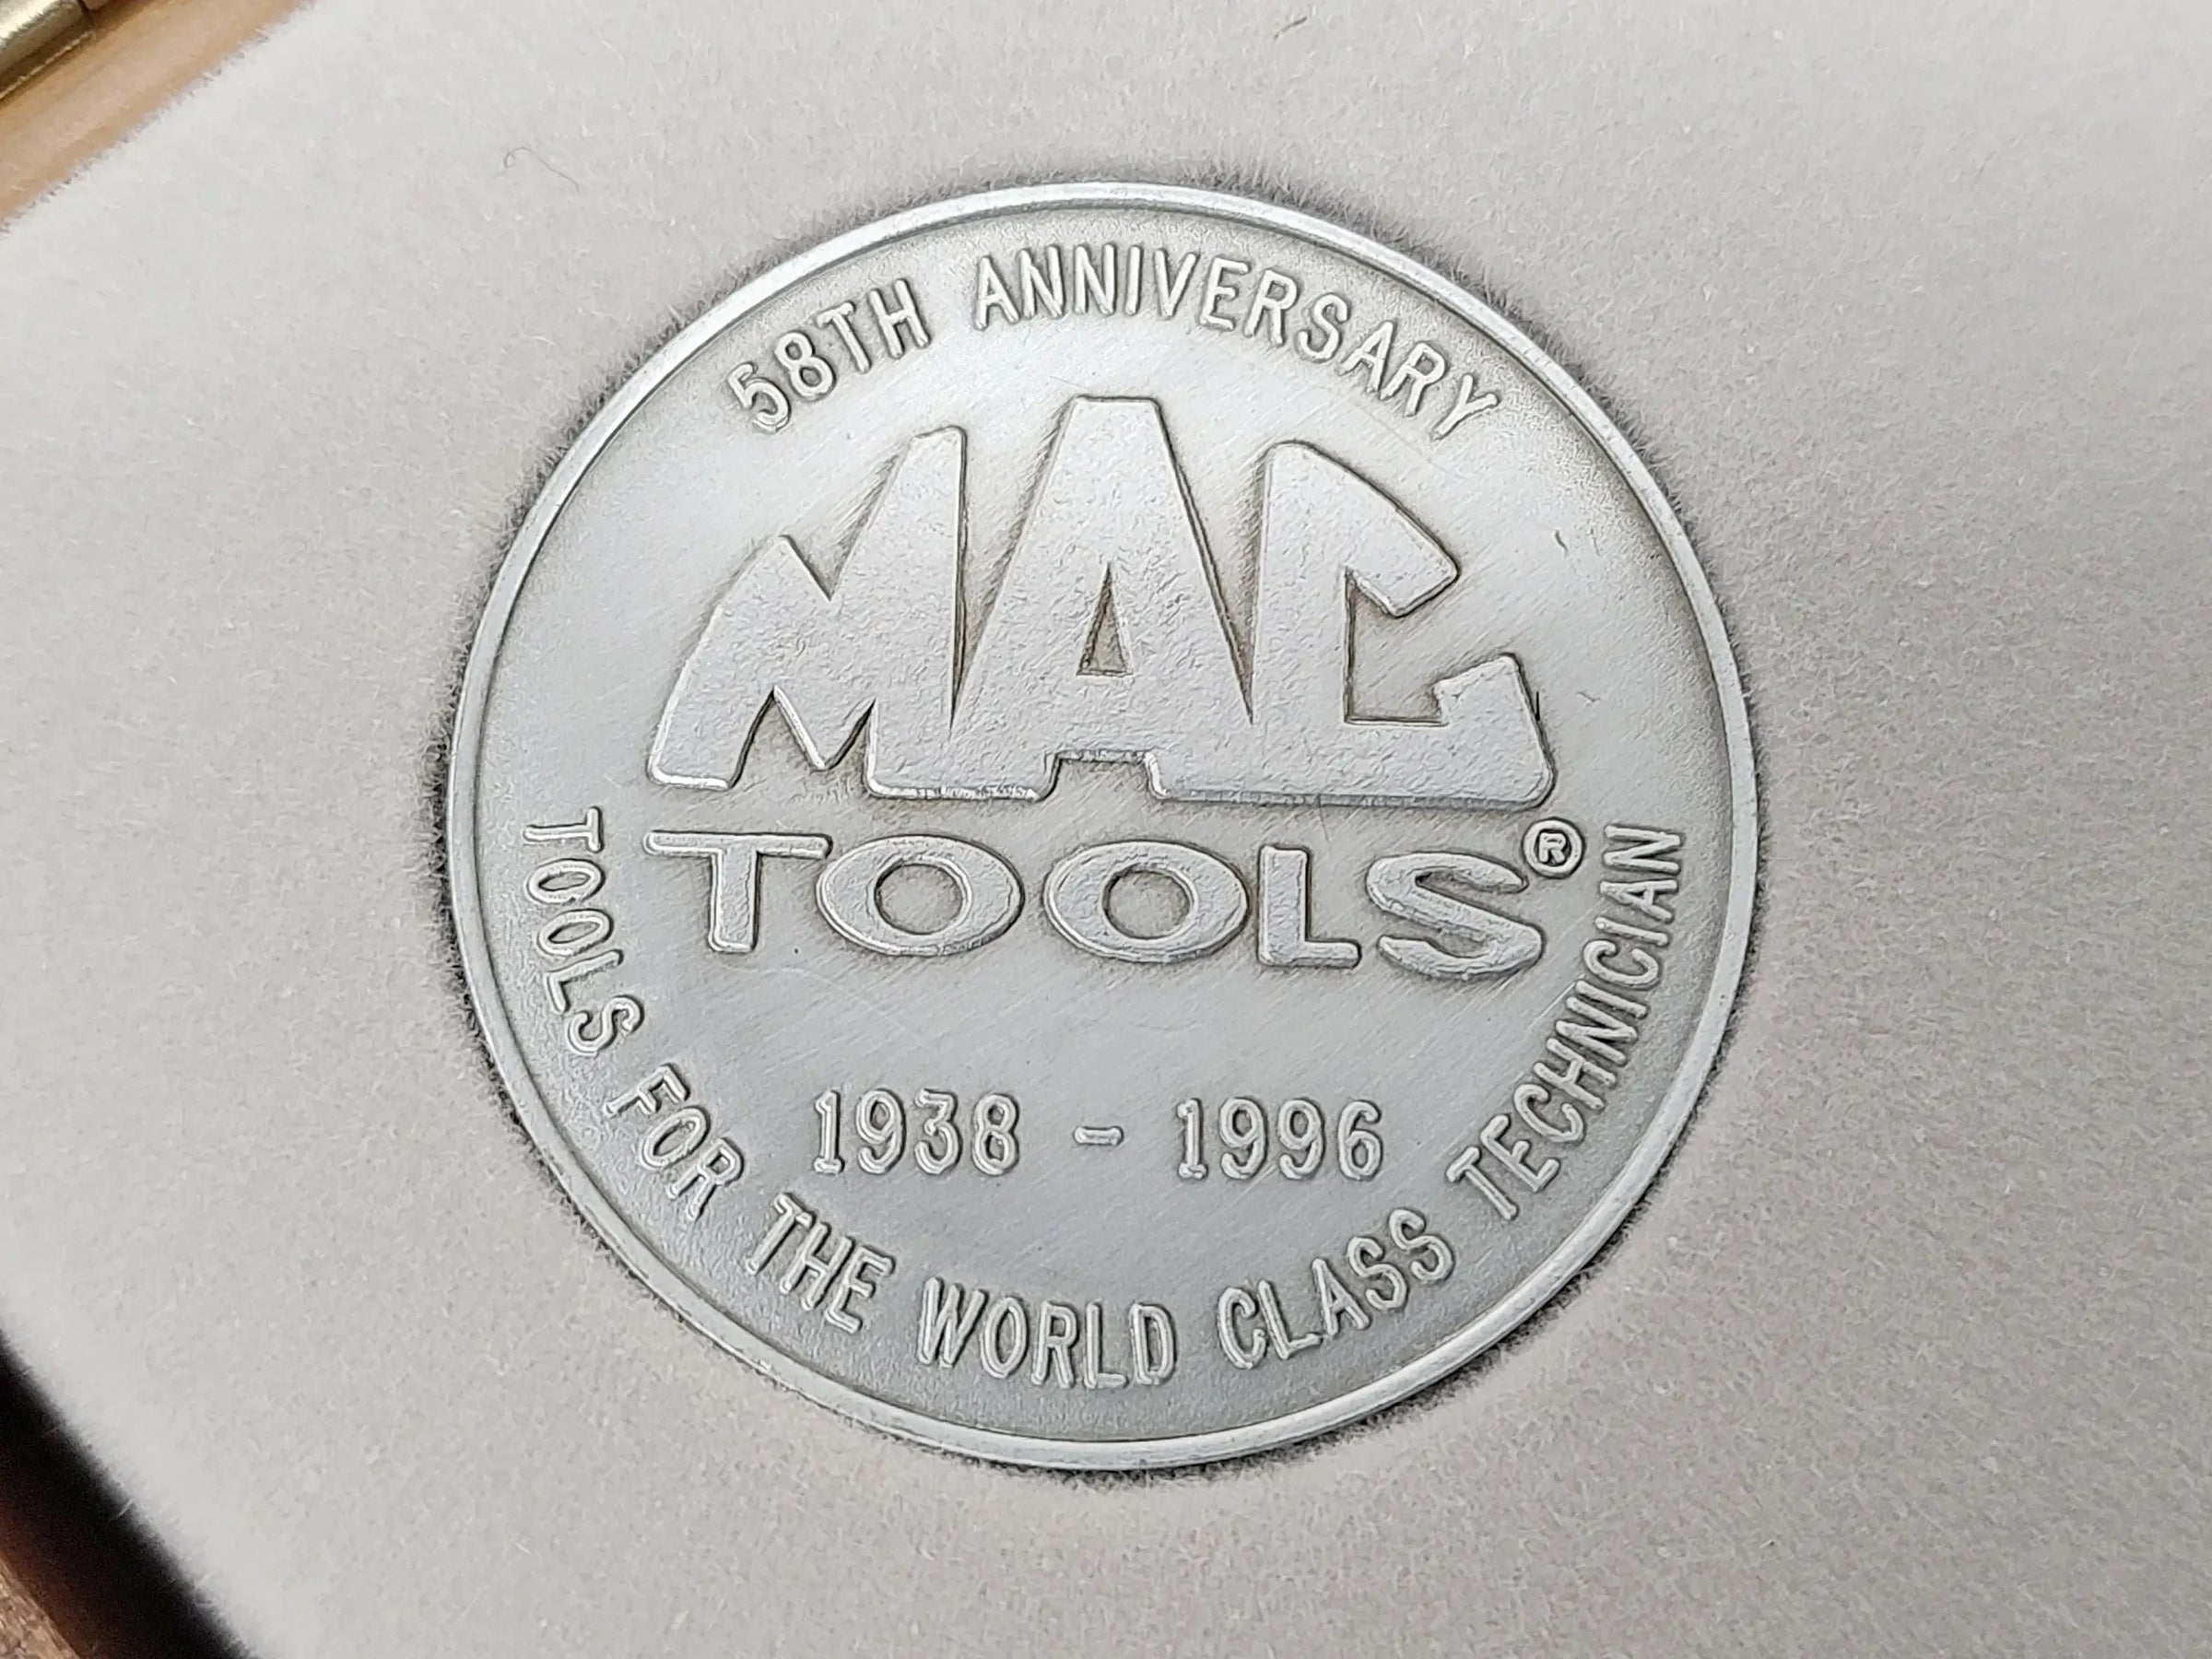 58TH ANNIVERSARY
MAC
TOOLS®
1938 - 1996
TOOLS FOR THE WORLD CLASS TECHNICIAN